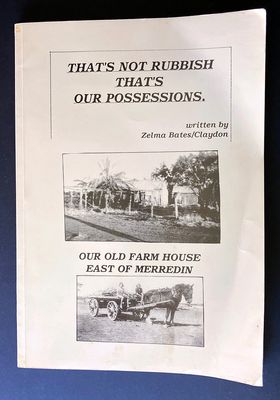 THAT'S NOT RUBBISH
THAT'S
OUR POSSESSIONS.
written by
Zelma Bates/Claydon
OUR OLD FARM HOUSE
EAST OF MERREDIN